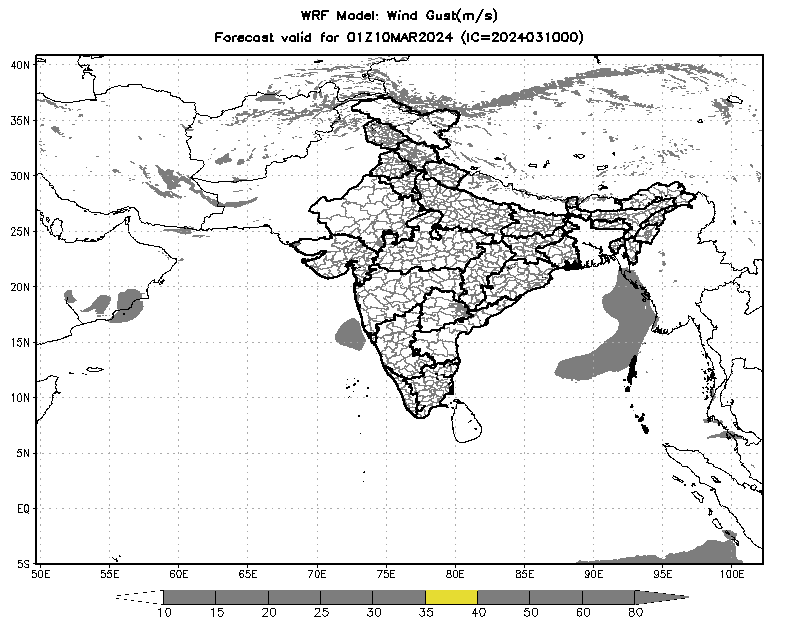 WRF Model: Wind Gust(m/s)
Forecast valid for 01Z10MAR2024 (IC=2024031000)
40N
35N
30N
25N
20N
15N
10N
5N
EQ
5S
50E 55E 60E 65E 70E 75E 80E 85E 90E 95E 100E
10 15 20 25 30 35 40 50 60 80